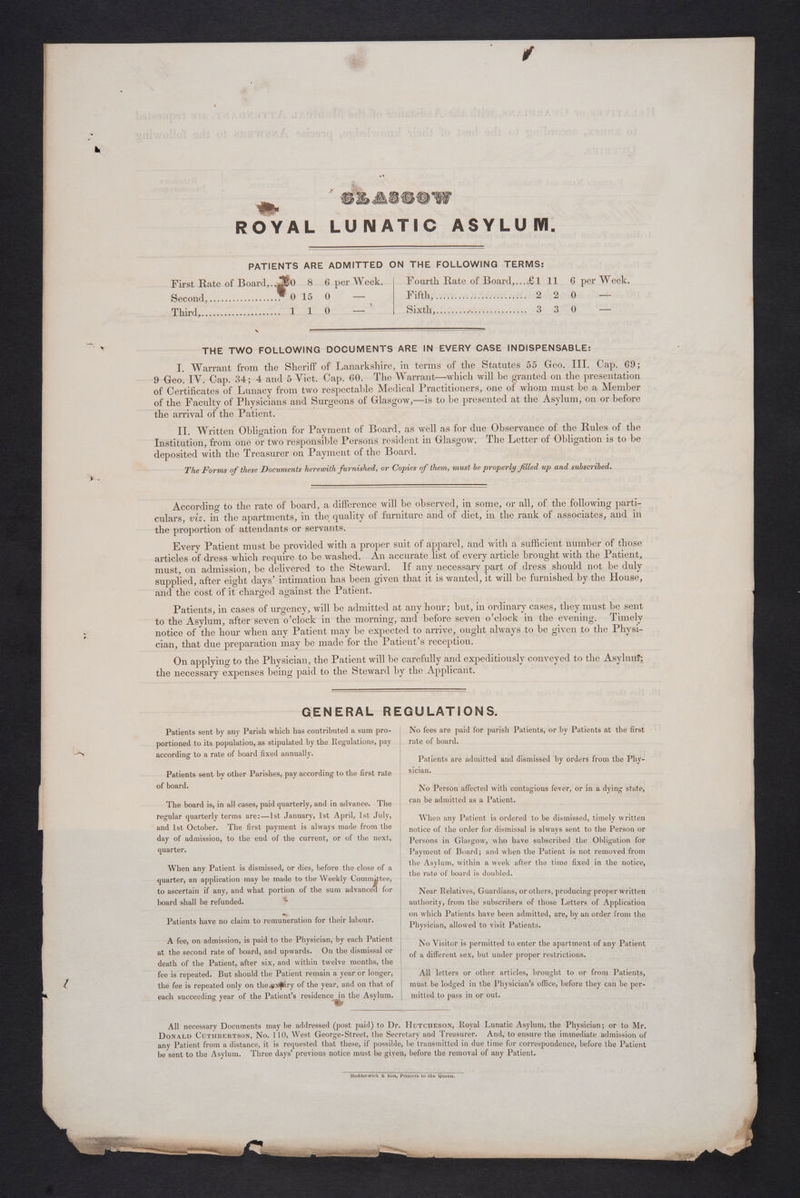 GLASGOW
ROYAL LUNATIC ASYLUM.
PATIENTS ARE ADMITTED ON THE FOLLOWING TERMS:
First Rate of Board,..£0 8 6 per Week.
Second,.................... 0 15 0 —
Third,...................... 1 1 0 —
Fourth Rate of Board,...£1 11 6 per Week.
Fifth,........................ 2 2 0 —
Sixth,........................ 3 3 0 —
THE TWO FOLLOWING DOCUMENTS ARE IN EVERY CASE INDISPENSABLE:
I. Warrant from the Sheriff of Lanarkshire, in terms of the Statutes 55 Geo. III. Cap. 69;
9 Geo. IV. Cap. 34; 4 and 5 Vict. Cap. 60. The Warrant—which will be granted on the presentation
of Certificates of Lunacy from two respectable Medical Practitioners, one of whom must be a Member
of the Faculty of Physicians and Surgeons of Glasgow,—is to be presented at the Asylum, on or before
the arrival of the Patient.
II. Written Obligation for Payment of Board, as well as for due Observance of the Rules of the
Institution, from one or two responsible Persons resident in Glasgow. The Letter of Obligation is to be
deposited with the Treasurer on Payment of the Board.
The Forms of these Documents herewith furnished, or Copies of them, must be properly filled up and subscribed.
According to the rate of board, a difference will be observed, in some, or all, of the following parti-
culars, viz. in the apartments, in the quality of furniture and of diet, in the rank of associates, and in
the proportion of attendants or servants.
Every Patient must be provided with a proper suit of apparel, and with a sufficient number of those
articles of dress which require to be washed. An accurate list of every article brought with the Patient,
must, on admission, be delivered to the Steward. If any necessary part of dress should not be duly
supplied, after eight days' intimation has been given that it is wanted, it will be furnished by the House,
and the cost of it charged against the Patient.
Patients, in cases of urgency, will be admitted at any hour; but, in ordinary cases, they must be sent
to the Asylum, after seven o'clock in the morning, and before seven o'clock in the evening. Timely
notice of the hour when any Patient may be expected to arrive, ought always to be given to the Physi-
cian, that due preparation may be made for the Patient's reception.
On applying to the Physician, the Patient will be carefully and expeditiously conveyed to the Asylum;
the necessary expenses being paid to the Steward by the Applicant.
GENERAL REGULATIONS.
Patients sent by any Parish which has contributed a sum pro-
portioned to its population, as stipulated by the Regulations, pay
according to a rate of board fixed annually.
Patients sent by other Parishes, pay according to the first rate
of board.
The board is, in all cases, paid quarterly, and in advance. The
regular quarterly terms are:—1st January, 1st April, 1st July,
and 1st October. The first payment is always made from the
day of admission, to the end of the current, or of the next,
quarter.
When any Patient is dismissed, or dies, before the close of a
quarter, an application may be made to the Weekly Committee,
to ascertain if any, and what portion of the sum advanced for
board shall be refunded.
Patients have no claim to remuneration for their labour.
A fee, on admission, is paid to the Physician, by each Patient
at the second rate of board, and upwards. On the dismissal or
death of the Patient, after six, and within twelve months, the
fee is repeated. But should the Patient remain a year or longer,
the fee is repeated only on the expiry of the year, and on that of
each succeeding year of the Patient's residence in the Asylum.
No fees are paid for parish Patients, or by Patients at the first
rate of board.
Patients are admitted and dismissed by orders from the Phy-
sician.
No Person affected with contagious fever, or in a dying state,
can be admitted as a Patient.
When any Patient is ordered to be dismissed, timely written
notice of the order for dismissal is always sent to the Person or
Persons in Glasgow, who have subscribed the Obligation for
Payment of Board; and when the Patient is not removed from
the Asylum, within a week after the time fixed in the notice,
the rate of board is doubled.
Near Relatives, Guardians, or others, producing proper written
authority, from the subscribers of those Letters of Application
on which Patients have been admitted, are, by an order from the
Physician, allowed to visit Patients.
No Visitor is permitted to enter the apartment of any Patient
of a different sex, but under proper restrictions.
All letters or other articles, brought to or from Patients,
must be lodged in the Physician's office, before they can be per-
mitted to pass in or out.
All necessary Documents may be addressed (post paid) to Dr. HUTCHESON, Royal Lunatic Asylum, the Physician; or to Mr.
DONALD CUTHBERTSON, No. 110, West George-Street, the Secretary and Treasurer. And, to ensure the immediate admission of
any Patient from a distance, it is requested that these, if possible, be transmitted in due time for correspondence, before the Patient
be sent to the Asylum. Three days' previous notice must be given, before the removal of any Patient.
Hedderwick & Son, Printers to the Queen.